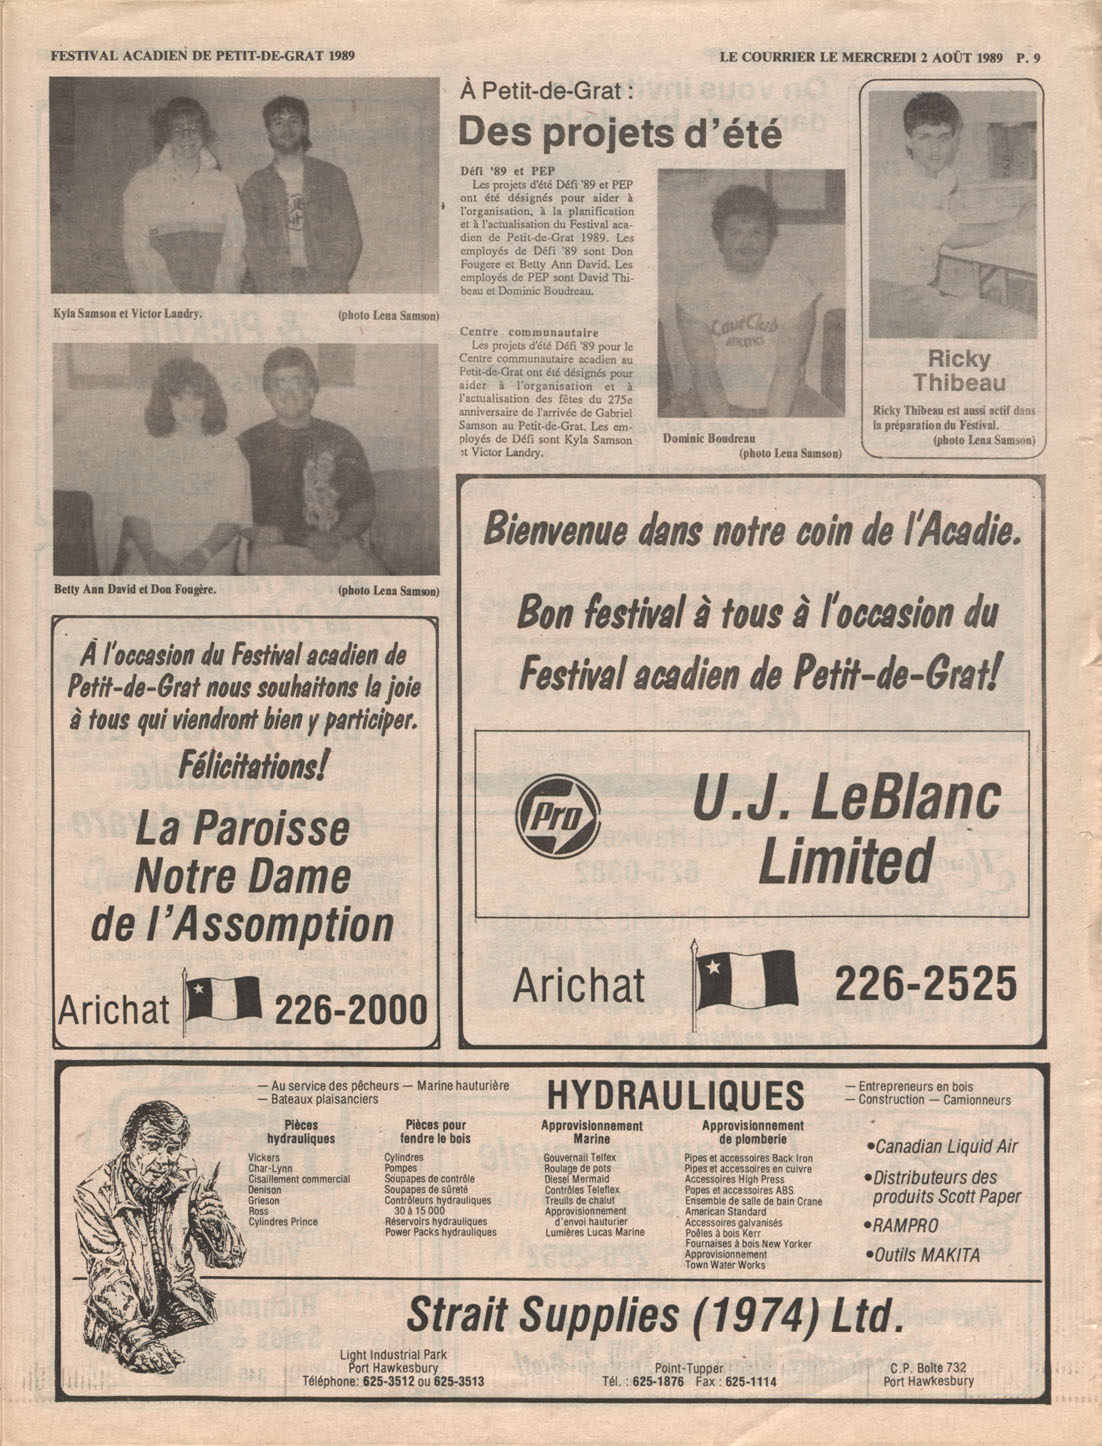 FESTIVAL ACADIEN DE PETIT-DE-GRAT 1989
LE COURRIER LE MERCREDI 2 AOÛT 1989 P. 9
Kyla Samson et Victor Landry. (photo Lena Samson)
Betty Ann David et Don Fougère. (photo Lena Samson)
À Petit-de-Grat :
Des projets d'été
Défi '89 et PEP
Les projets d'été Défi '89 et PEP
ont été désignés pour aider à
l'organisation, à la planification
et à l'actualisation du Festival aca-
dien de Petit-de-Grat 1989. Les
employés de Défi '89 sont Don
Fougere et Betty Ann David. Les
employés de PEP sont David Thi-
beau et Dominic Boudreau.
Centre communautaire
Les projets d'été Défi '89 pour le
Centre communautaire acadien au
Petit-de-Grat ont été désignés pour
aider à l'organisation et à
l'actualisation des fêtes du 275e
anniversaire de l'arrivée de Gabriel
Samson au Petit-de-Grat. Les em-
ployés de Défi sont Kyla Samson
et Victor Landry.
CautClub
ATHLETICS
Dominic Boudreau
(photo Lena Samson)
Ricky
Thibeau
Ricky Thibeau est aussi actif dans
la préparation du Festival.
(photo Lena Samson)
À l'occasion du Festival acadien de
Petit-de-Grat nous souhaitons la joie
à tous qui viendront bien y participer.
Félicitations!
La Paroisse
Notre Dame
de l'Assomption
Arichat 226-2000
Bienvenue dans notre coin de l'Acadie.
Bon festival à tous à l'occasion du
Festival acadien de Petit-de-Grat!
Pro
U.J. LeBlanc
Limited
Arichat 226-2525
— Au service des pêcheurs — Marine hauturière
— Bateaux plaisanciers
HYDRAULIQUES
— Entrepreneurs en bois
— Construction — Camionneurs
Pièces
hydrauliques
Vickers
Char-Lynn
Cisaillement commercial
Denison
Grieson
Ross
Cylindres Prince
Pièces pour
fendre le bois
Cylindres
Pompes
Soupapes de contrôle
Soupapes de sûreté
Contrôleurs hydrauliques
30 à 15 000
Réservoirs hydrauliques
Power Packs hydrauliques
Approvisionnement
Marine
Gouvernail Telfex
Roulage de pots
Diesel Mermaid
Contrôles Teleflex
Treuils de chalut
Approvisionnement
d'envoi hauturier
Lumières Lucas Marine
Approvisionnement
de plomberie
Pipes et accessoires Back Iron
Pipes et accessoires en cuivre
Accessoires High Press
Popes et accessoires ABS
Ensemble de salle de bain Crane
American Standard
Accessoires galvanisés
Poêles à bois Kerr
Fournaises à bois New Yorker
Approvisionnement
Town Water Works
•Canadian Liquid Air
•Distributeurs des
produits Scott Paper
•RAMPRO
•Outils MAKITA
Strait Supplies (1974) Ltd.
Light Industrial Park
Port Hawkesbury
Téléphone: 625-3512 ou 625-3513
Point-Tupper
Tél. : 625-1876 Fax : 625-1114
C.P. Boîte 732
Port Hawkesbury